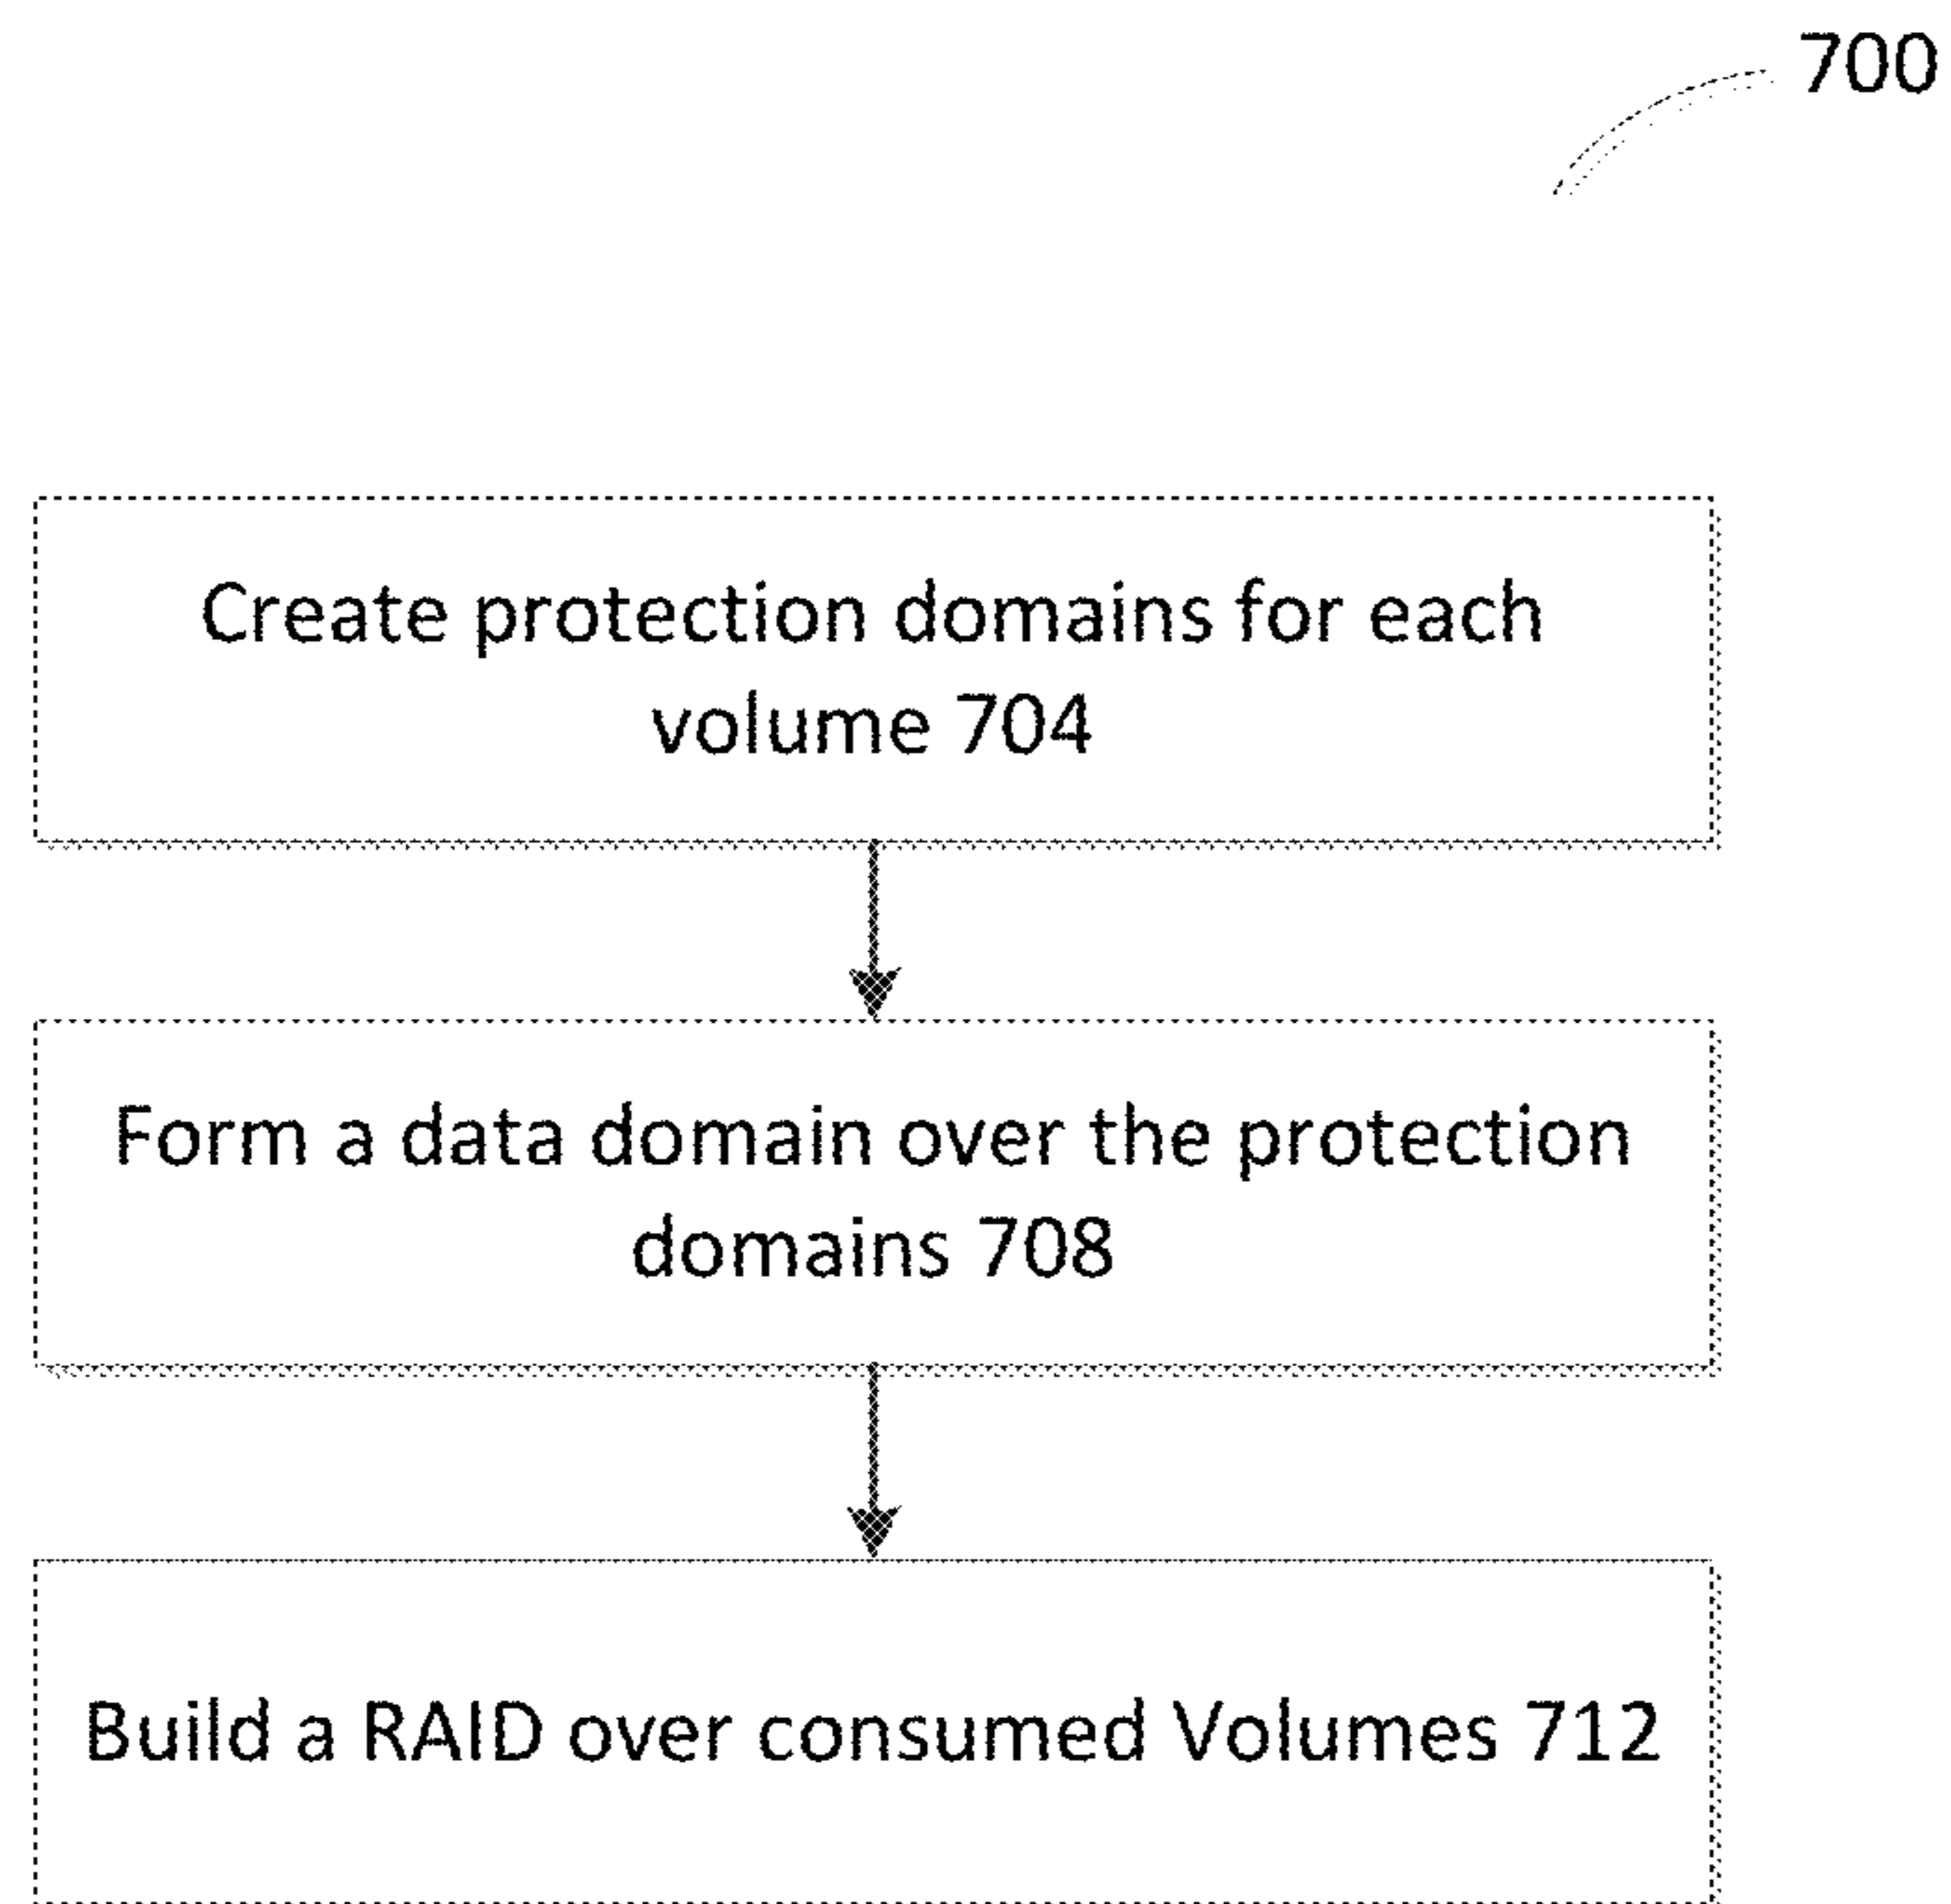 700
Create protection domains for each
volume 704
Form a data domain over the protection
domains 708
Build a RAID over consumed Volumes 712